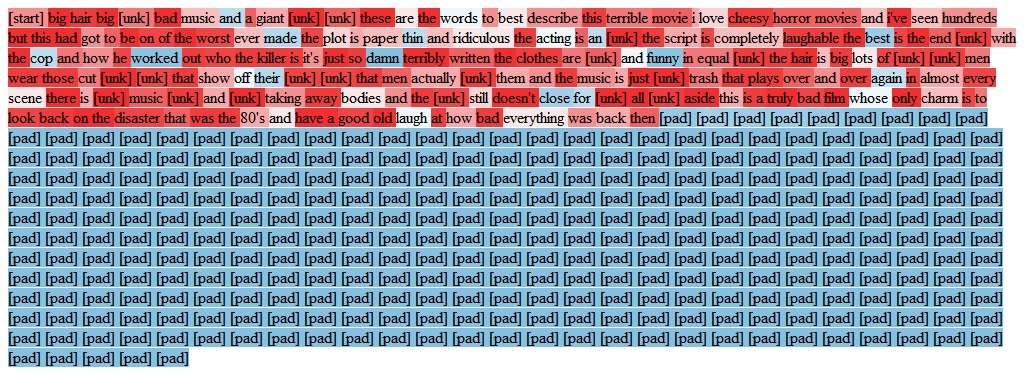 [start] big hair big [unk] bad music and a giant [unk] [unk] these are the words to best describe this terrible movie i love cheesy horror movies and i've seen hundreds
but this had got to be on of the worst ever made the plot is paper thin and ridiculous the acting is an [unk] the script is completely laughable the best is the end [unk] with
the cop and how he worked out who the killer is it's just so damn terribly written the clothes are [unk] and funny in equal [unk] the hair is big lots of [unk] [unk] men
wear those cut [unk] [unk] that show off their [unk] [unk] that men actually [unk] them and the music is just [unk] trash that plays over and over again in almost every
scene there is [unk] music [unk] and [unk] taking away bodies and the [unk] still doesn't close for [unk] all [unk] aside this is a truly bad film whose only charm is to
look back on the disaster that was the 80's and have a good old laugh at how bad everything was back then [pad] [pad] [pad] [pad] [pad] [pad] [pad] [pad] [pad]
[pad] [pad] [pad] [pad] [pad] [pad] [pad] [pad] [pad] [pad] [pad] [pad] [pad] [pad] [pad] [pad] [pad] [pad] [pad] [pad] [pad] [pad] [pad] [pad] [pad] [pad] [pad]
[pad] [pad] [pad] [pad] [pad] [pad] [pad] [pad] [pad] [pad] [pad] [pad] [pad] [pad] [pad] [pad] [pad] [pad] [pad] [pad] [pad] [pad] [pad] [pad] [pad] [pad] [pad]
[pad] [pad] [pad] [pad] [pad] [pad] [pad] [pad] [pad] [pad] [pad] [pad] [pad] [pad] [pad] [pad] [pad] [pad] [pad] [pad] [pad] [pad] [pad] [pad] [pad] [pad] [pad]
[pad] [pad] [pad] [pad] [pad] [pad] [pad] [pad] [pad] [pad] [pad] [pad] [pad] [pad] [pad] [pad] [pad] [pad] [pad] [pad] [pad] [pad] [pad] [pad] [pad] [pad] [pad]
[pad] [pad] [pad] [pad] [pad] [pad] [pad] [pad] [pad] [pad] [pad] [pad] [pad] [pad] [pad] [pad] [pad] [pad] [pad] [pad] [pad] [pad] [pad] [pad] [pad] [pad] [pad]
[pad] [pad] [pad] [pad] [pad] [pad] [pad] [pad] [pad] [pad] [pad] [pad] [pad] [pad] [pad] [pad] [pad] [pad] [pad] [pad] [pad] [pad] [pad] [pad] [pad] [pad] [pad]
[pad] [pad] [pad] [pad] [pad] [pad] [pad] [pad] [pad] [pad] [pad] [pad] [pad] [pad] [pad] [pad] [pad] [pad] [pad] [pad] [pad] [pad] [pad] [pad] [pad] [pad] [pad]
[pad] [pad] [pad] [pad] [pad] [pad] [pad] [pad] [pad] [pad] [pad] [pad] [pad] [pad] [pad] [pad] [pad] [pad] [pad] [pad] [pad] [pad] [pad] [pad] [pad] [pad] [pad]
[pad] [pad] [pad] [pad] [pad] [pad] [pad] [pad] [pad] [pad] [pad] [pad] [pad] [pad] [pad] [pad] [pad] [pad] [pad] [pad] [pad] [pad] [pad] [pad] [pad] [pad] [pad]
[pad] [pad] [pad] [pad] [pad] [pad] [pad] [pad] [pad] [pad] [pad] [pad] [pad] [pad] [pad] [pad] [pad] [pad] [pad] [pad] [pad] [pad] [pad] [pad] [pad] [pad] [pad]
[pad] [pad] [pad] [pad] [pad] [pad] [pad] [pad] [pad] [pad] [pad] [pad] [pad] [pad] [pad] [pad] [pad] [pad] [pad] [pad] [pad] [pad] [pad] [pad] [pad] [pad] [pad]
[pad] [pad] [pad] [pad] [pad]